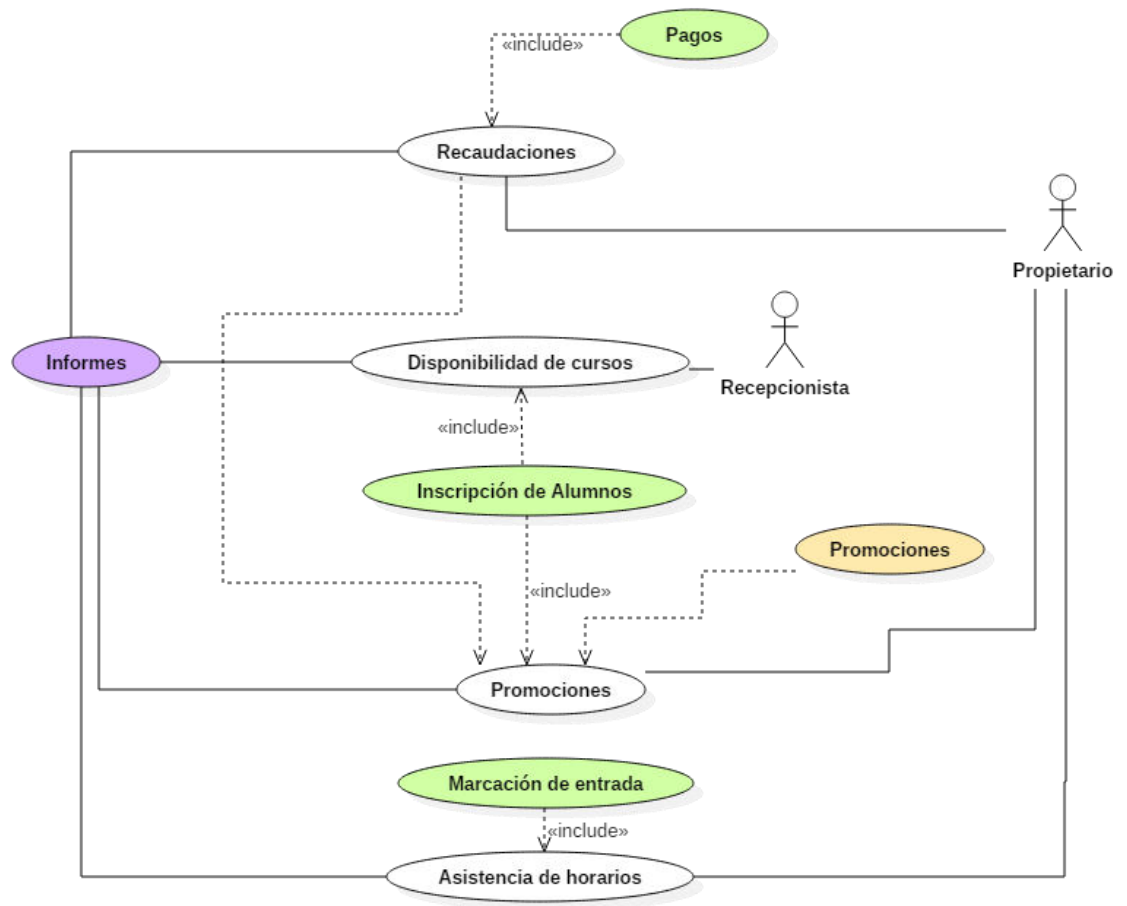 Pagos
«include»
Recaudaciones
Propietario
Informes
Disponibilidad de cursos
Recepcionista
«include»
Inscripción de Alumnos
Promociones
«include»
Promociones
Marcación de entrada
«include»
Asistencia de horarios